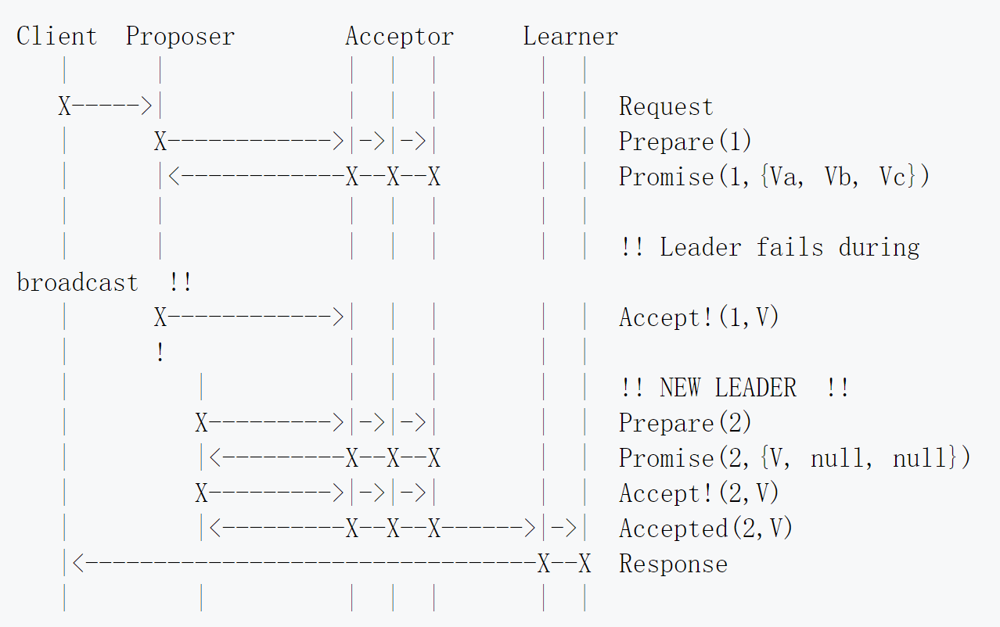 Client  Proposer        Acceptor     Learner
   |      |             |  |  |       |  |
   X----->|             |  |  |       |  |  Request
   |      X------------>|->|->|       |  |  Prepare(1)
   |      |<------------X--X--X       |  |  Promise(1,{Va, Vb, Vc})
   |      |             |  |  |       |  |
   |      |             |  |  |       |  |  !! Leader fails during
broadcast  !!
   |      X------------>|  |  |       |  |  Accept!(1,V)
   |      !             |  |  |       |  |
   |         |          |  |  |       |  |  !! NEW LEADER  !!
   |         X--------->|->|->|       |  |  Prepare(2)
   |         |<---------X--X--X       |  |  Promise(2,{V, null, null})
   |         X--------->|->|->|       |  |  Accept!(2,V)
   |         |<---------X--X--X------>|->|  Accepted(2,V)
   |<---------------------------------X--X  Response
   |         |          |  |  |       |  |